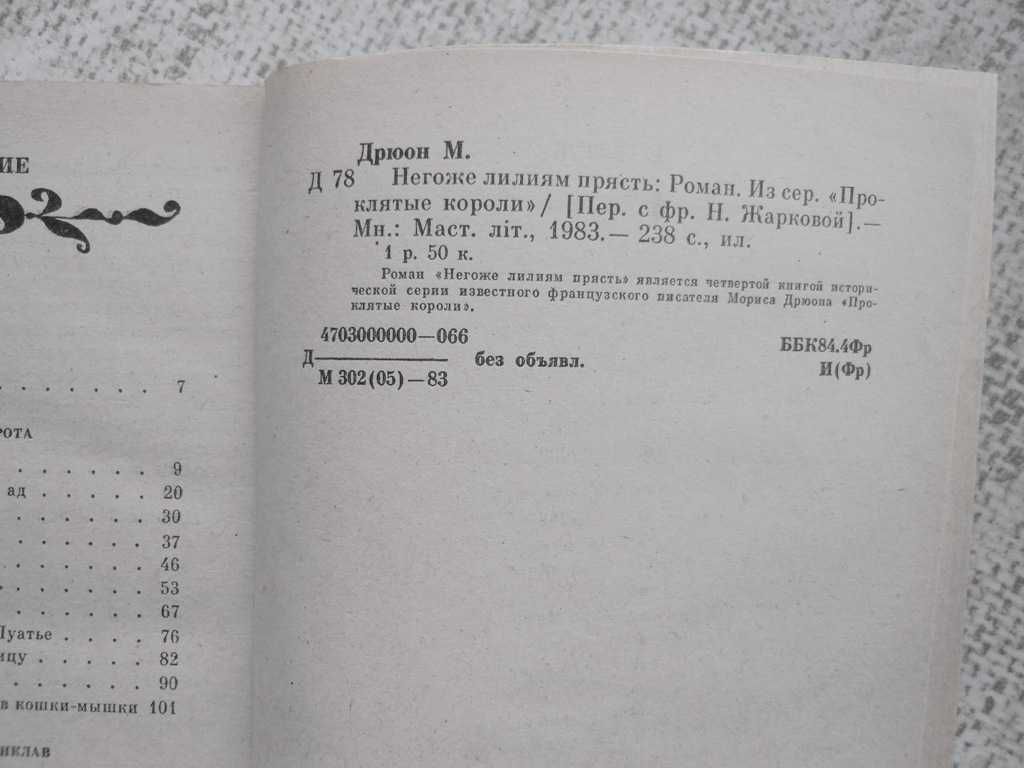 ИЕ
7
РОТА
9
ад 20
30
37
46
53
67
Пуатье 76
ицу 82
90
в кошки-мышки 101
ИКЛАВ
Дрюон М.
Д 78 Негоже лилиям прясть: Роман. Из сер. «Про-
клятые короли» / [Пер. с фр. Н. Жарковой].—
Мн.: Маст. літ., 1983.— 238 с., ил.
1 р. 50 к.
Роман «Негоже лилиям прясть» является четвертой книгой истори-
ческой серии известного французского писателя Мориса Дрюона «Про-
клятые короли».
4703000000—066
Д——— без объявл.
М 302(05)—83
ББК84.4Фр
И(Фр)